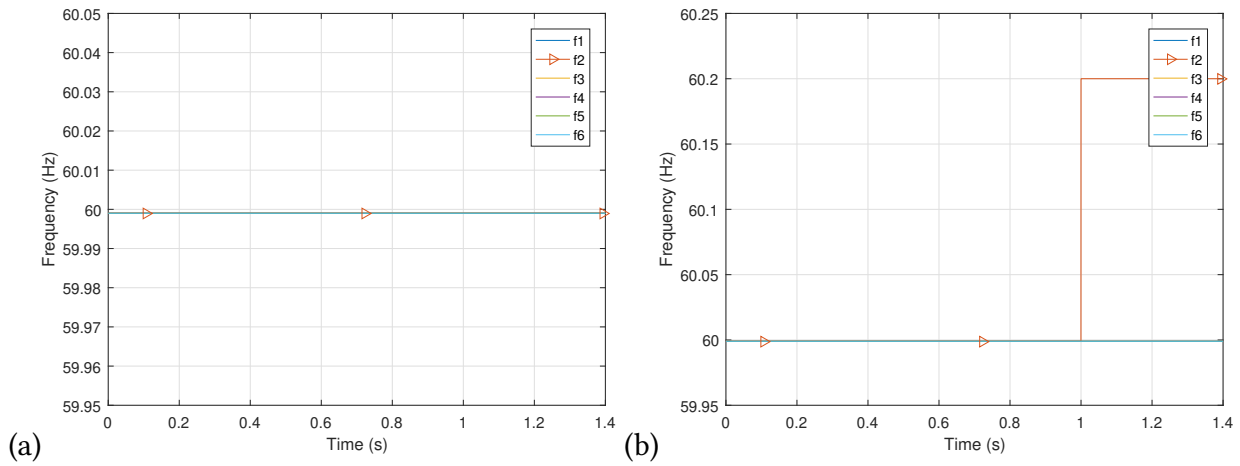 60.05
60.04
60.03
60.02
60.01
60
59.99
59.98
59.97
59.96
59.95
0 0.2 0.4 0.6 0.8 1 1.2 1.4
Frequency (Hz)
Time (s)
f1
f2
f3
f4
f5
f6
(a)
60.25
60.2
60.15
60.1
60.05
60
59.95
0 0.2 0.4 0.6 0.8 1 1.2 1.4
Frequency (Hz)
Time (s)
f1
f2
f3
f4
f5
f6
(b)